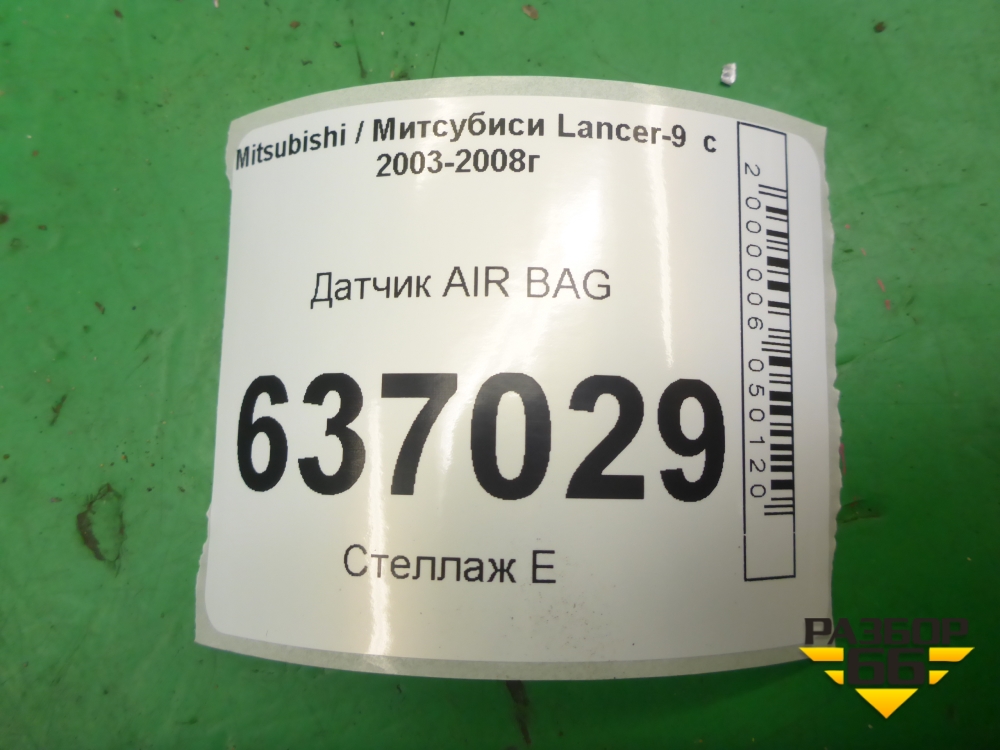 Mitsubishi / Митсубиси Lancer-9 с
2003-2008г
Датчик AIR BAG
637029
Стеллаж Е
2000006050120
РАЗБОР
66